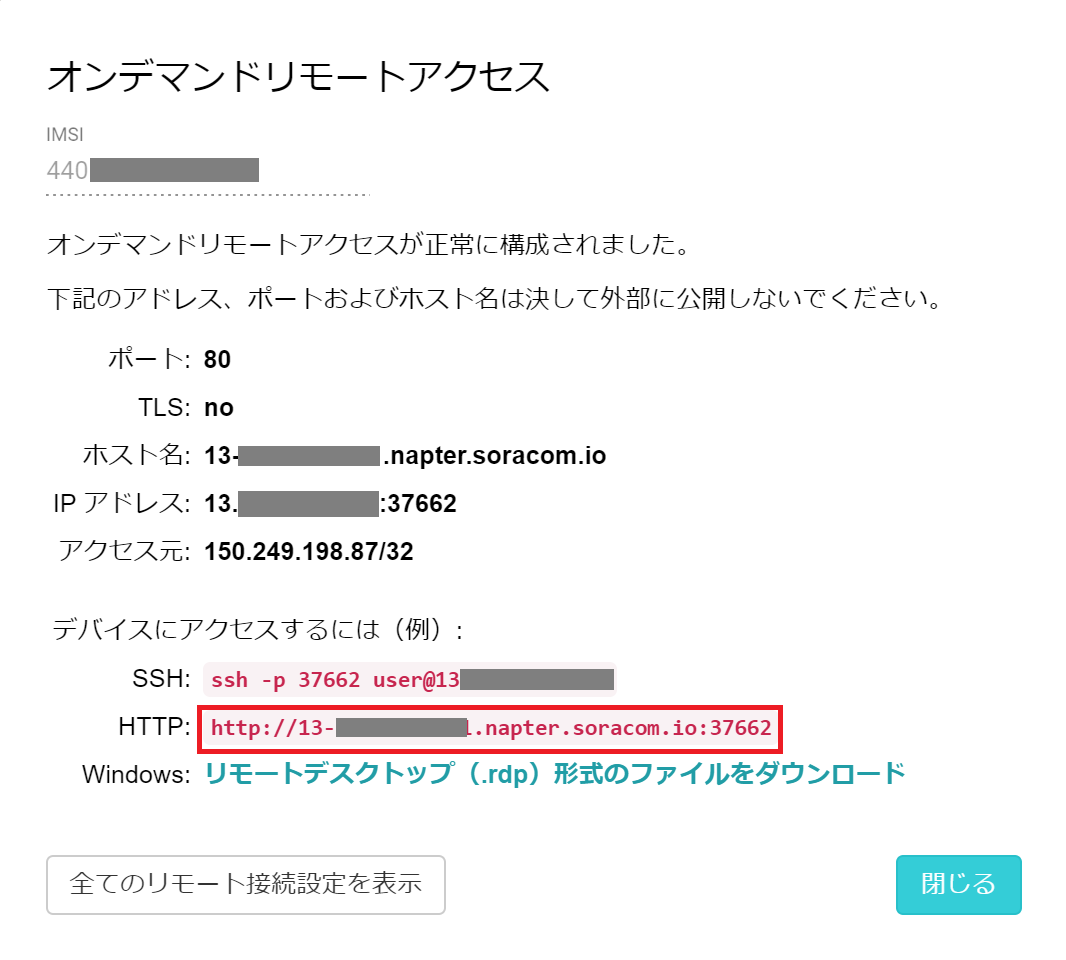 オンデマンドリモートアクセス
IMSI
440
オンデマンドリモートアクセスが正常に構成されました。
下記のアドレス、ポートおよびホスト名は決して外部に公開しないでください。
ポート: 80
TLS: no
ホスト名: 13- .napter.soracom.io
IP アドレス: 13. :37662
アクセス元: 150.249.198.87/32
デバイスにアクセスするには（例）:
SSH: ssh -p 37662 user@13
HTTP: http://13- .napter.soracom.io:37662
Windows: リモートデスクトップ（.rdp）形式のファイルをダウンロード
全てのリモート接続設定を表示
閉じる